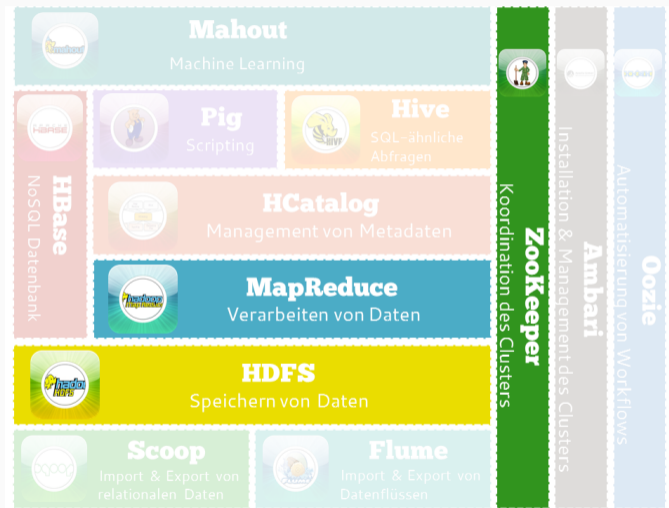 Mahout
Machine Learning
HBase
NoSQL Datenbank
Pig
Scripting
Hive
SQL-ähnliche
Abfragen
HCatalog
Management von Metadaten
MapReduce
Verarbeiten von Daten
HDFS
Speichern von Daten
Scoop
Import & Export von
relationalen Daten
Flume
Import & Export von
Datenflüssen
ZooKeeper
Koordination des Clusters
Ambari
Installation & Management des Clusters
Oozie
Automatisierung von Workflows